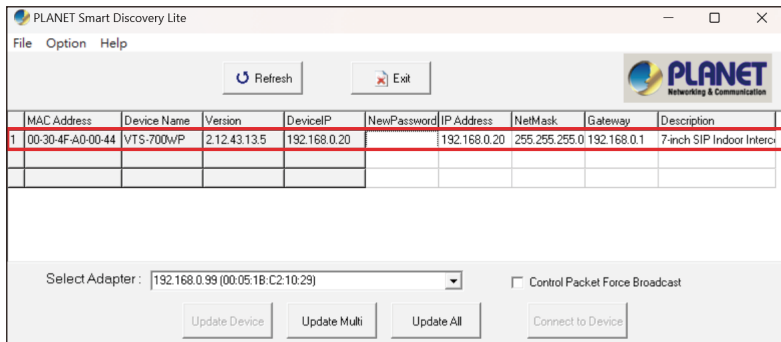 PLANET Smart Discovery Lite
File Option Help
Refresh Exit
PLANET
Networking & Communication
MAC Address Device Name Version DeviceIP NewPassword IP Address NetMask Gateway Description
1 00-30-4F-A0-00-44 VTS-700WP 2.12.43.13.5 192.168.0.20 192.168.0.20 255.255.255.0 192.168.0.1 7-inch SIP Indoor Interc
Select Adapter : 192.168.0.99 (00:05:1B:C2:10:29) Control Packet Force Broadcast
Update Device Update Multi Update All Connect to Device